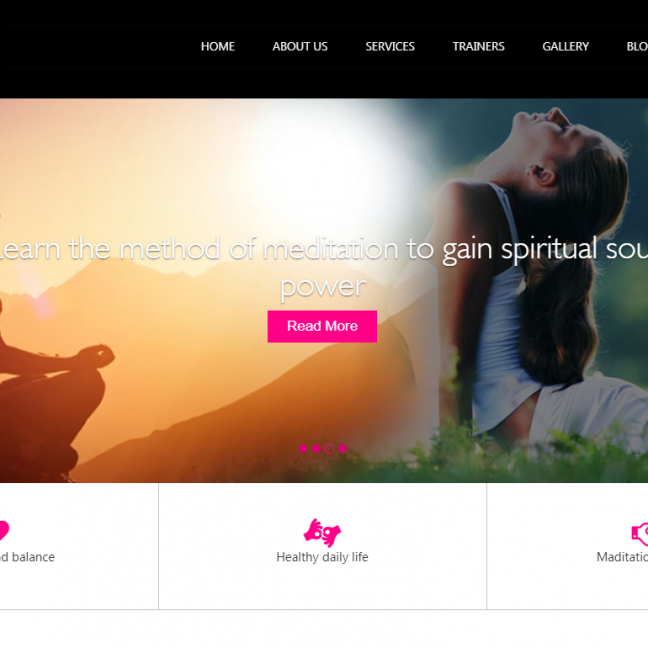 HOME ABOUT US SERVICES TRAINERS GALLERY BLO
Learn the method of meditation to gain spiritual sou
power
Read More
d balance Healthy daily life Maditatio